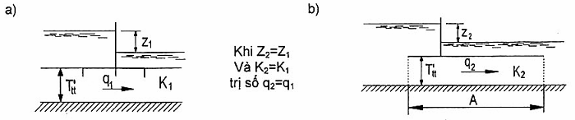 a)
Z1
T'tt
q1
K1
Khi Z2=Z1
Và K2=K1
trị số q2=q1
b)
Z2
T'tt
q2
K2
A